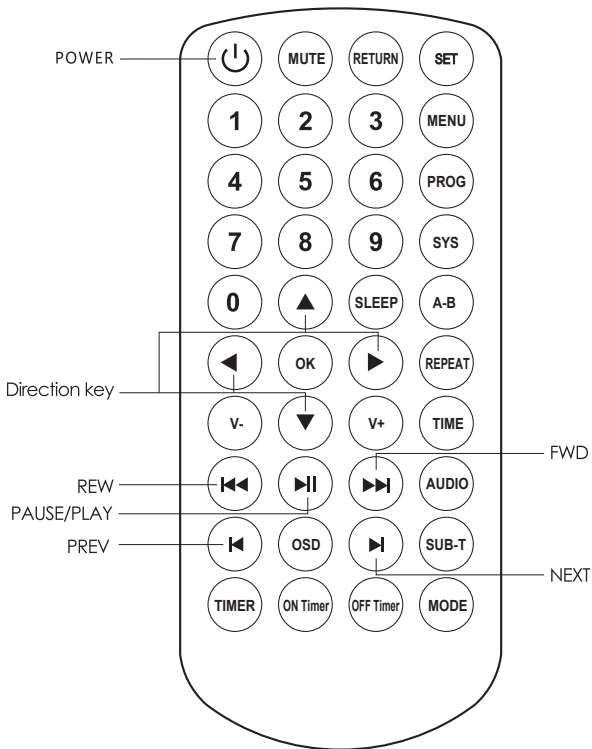 POWER MUTE RETURN SET
1 2 3 MENU
4 5 6 PROG
7 8 9 SYS
0 SLEEP A-B
OK REPEAT
Direction key
V- V+ TIME
FWD
REW AUDIO
PAUSE/PLAY
PREV OSD SUB-T
NEXT
TIMER ON Timer OFF Timer MODE